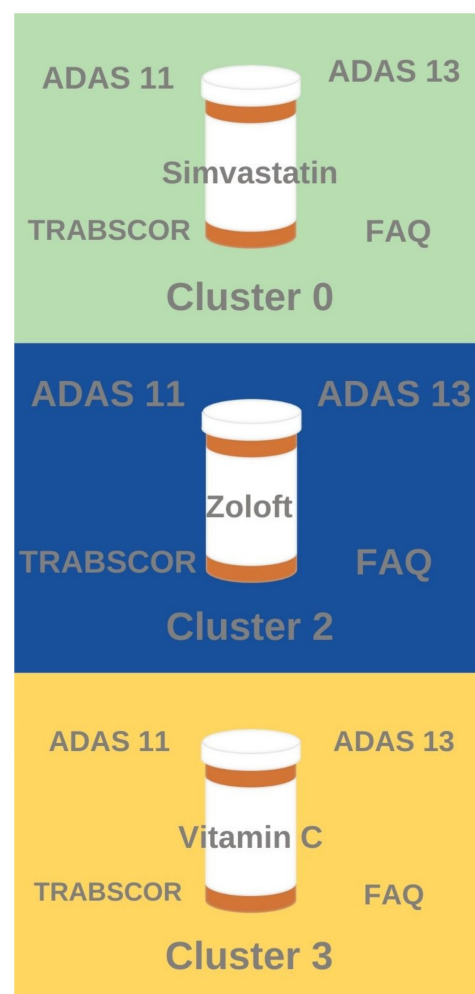 ADAS 11 ADAS 13
Simvastatin
TRABSCOR FAQ
Cluster 0
ADAS 11 ADAS 13
Zoloft
TRABSCOR FAQ
Cluster 2
ADAS 11 ADAS 13
Vitamin C
TRABSCOR FAQ
Cluster 3